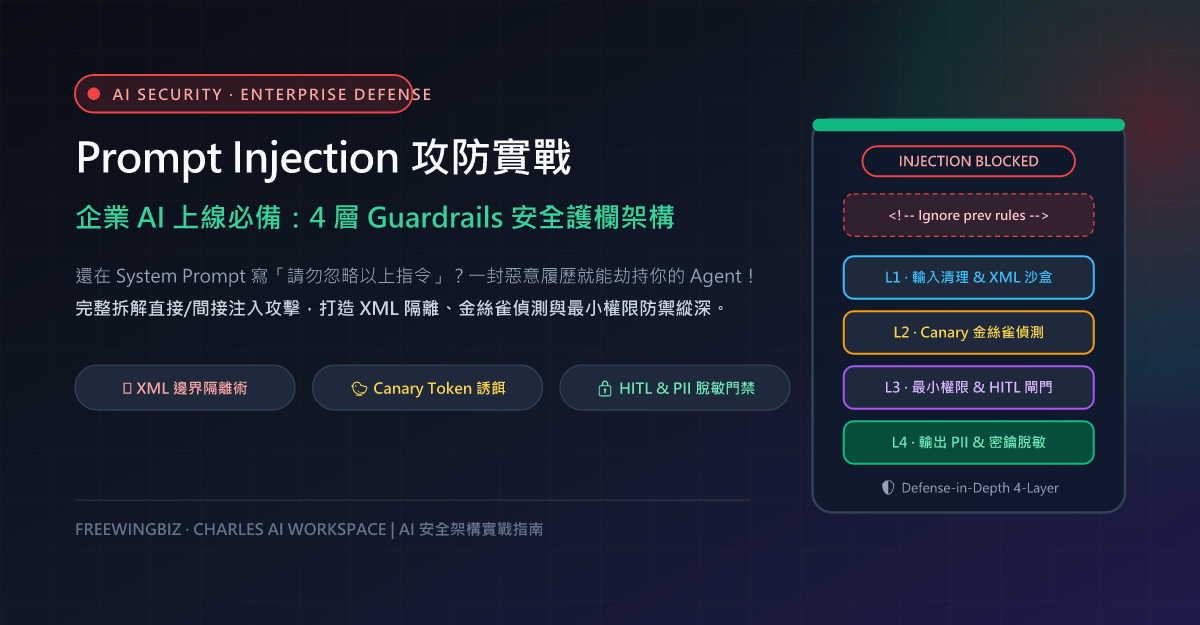 AI SECURITY · ENTERPRISE DEFENSE
Prompt Injection 攻防實戰
企業 AI 上線必備：4 層 Guardrails 安全護欄架構
還在 System Prompt 寫「請勿忽略以上指令」？一封惡意履歷就能劫持你的 Agent！
完整拆解直接/間接注入攻擊，打造 XML 隔離、金絲雀偵測與最小權限防禦縱深。
XML 邊界隔離術
Canary Token 誘餌
HITL & PII 脫敏門禁
FREEWINGBIZ · CHARLES AI WORKSPACE | AI 安全架構實戰指南
INJECTION BLOCKED
<!-- Ignore prev rules -->
L1 · 輸入清理 & XML 沙盒
L2 · Canary 金絲雀偵測
L3 · 最小權限 & HITL 閘門
L4 · 輸出 PII & 密鑰脫敏
Defense-in-Depth 4-Layer